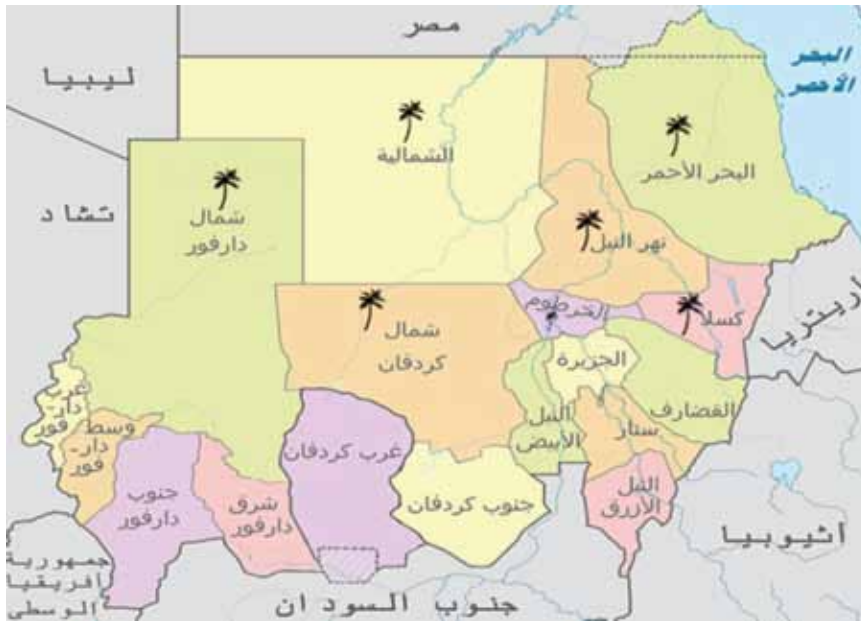 مصر
ليبيا
البحر
الأحمر
الشمالية
البحر الأحمر
تشاد
شمال
دارفور
نهر النيل
اريتريا
الخرطوم
كسلا
شمال
كردفان
الجزيرة
القضارف
غرب
دار-
فور
وسط
دار-
فور
النيل
الأبيض
سنار
غرب كردفان
جنوب
دارفور
شرق
دارفور
جنوب كردفان
النيل
الأزرق
أثيوبيا
جمهورية
أفريقيا
الوسطى
جنوب السودان